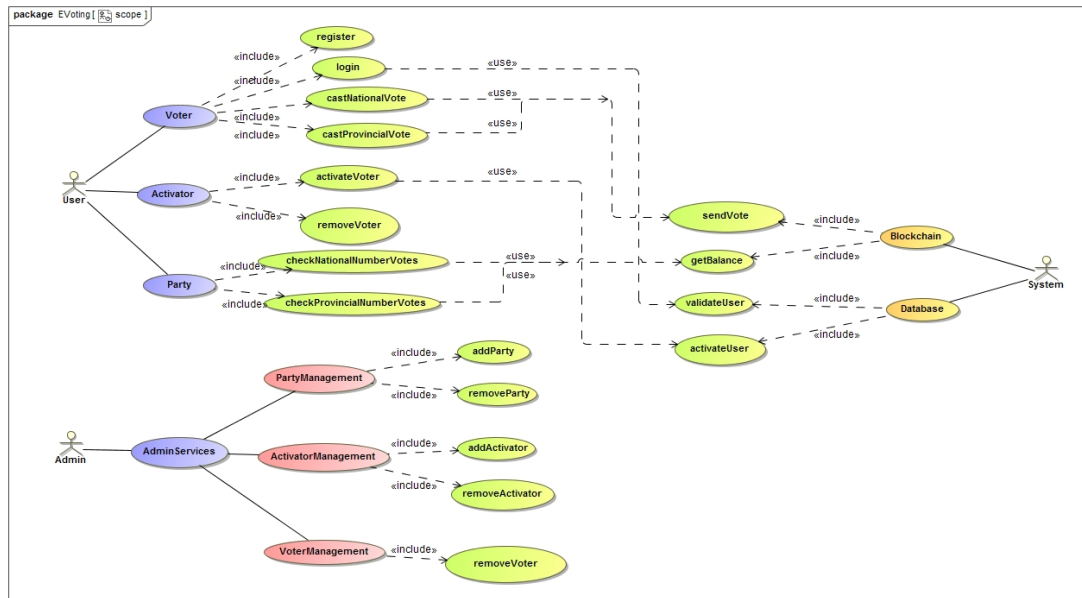 package EVoting [ scope ]
register
«include»
login
«use»
«include»
castNationalVote
«use»
Voter
«include»
«include»
castProvincialVote
«use»
User
activateVoter
«include»
«use»
Activator
«include»
removeVoter
sendVote
«include»
Blockchain
checkNationalNumberVotes
«use»
getBalance
«include»
«include»
«use»
Party
«include»
checkProvincialNumberVotes
System
validateUser
«include»
Database
«include»
activateUser
addParty
«include»
PartyManagement
removeParty
«include»
Admin
AdminServices
«include»
addActivator
ActivatorManagement
«include»
removeActivator
VoterManagement
«include»
removeVoter